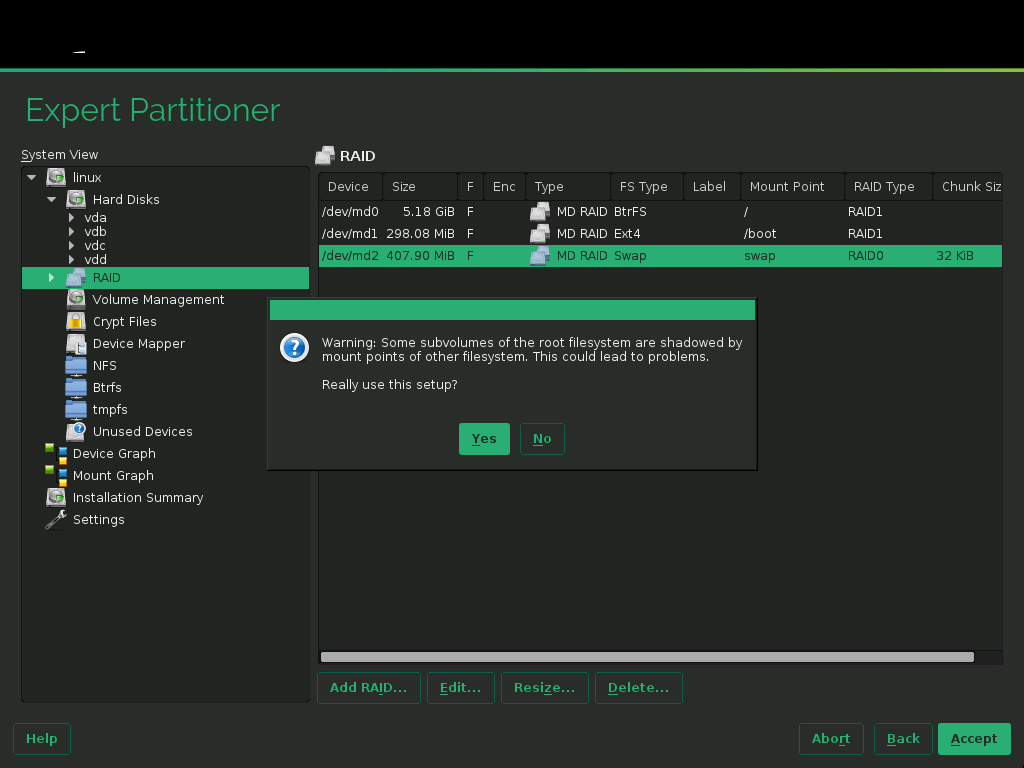 Expert Partitioner
System View
linux
Hard Disks
vda
vdb
vdc
vdd
RAID
Volume Management
Crypt Files
Device Mapper
NFS
Btrfs
tmpfs
Unused Devices
Device Graph
Mount Graph
Installation Summary
Settings
RAID
Device Size F Enc Type FS Type Label Mount Point RAID Type Chunk Siz
/dev/md0 5.18 GiB F MD RAID BtrFS / RAID1
/dev/md1 298.08 MiB F MD RAID Ext4 /boot RAID1
/dev/md2 407.90 MiB F MD RAID Swap swap RAID0 32 KiB
Warning: Some subvolumes of the root filesystem are shadowed by
mount points of other filesystem. This could lead to problems.
Really use this setup?
Yes No
Add RAID... Edit... Resize... Delete...
Help Abort Back Accept